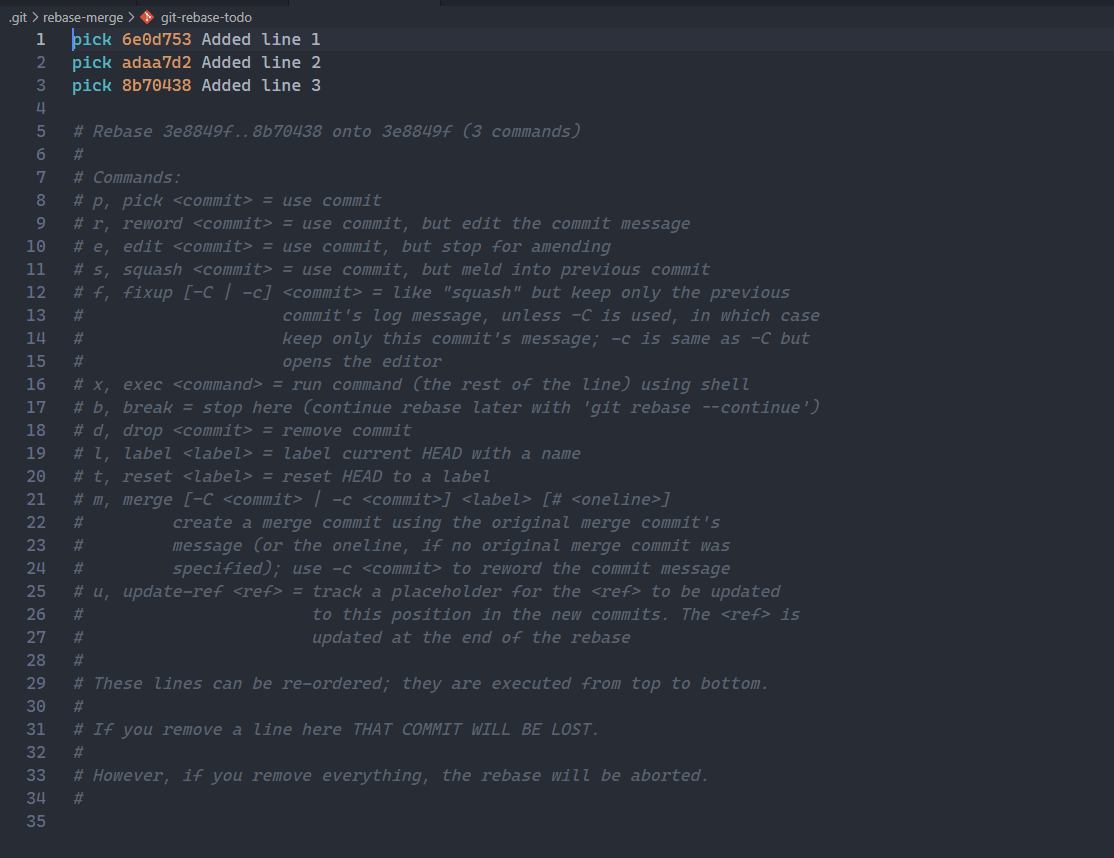 .git > rebase-merge > git-rebase-todo
1 pick 6e0d753 Added line 1
2 pick adaa7d2 Added line 2
3 pick 8b70438 Added line 3
4
5 # Rebase 3e8849f..8b70438 onto 3e8849f (3 commands)
6 #
7 # Commands:
8 # p, pick <commit> = use commit
9 # r, reword <commit> = use commit, but edit the commit message
10 # e, edit <commit> = use commit, but stop for amending
11 # s, squash <commit> = use commit, but meld into previous commit
12 # f, fixup [-C | -c] <commit> = like "squash" but keep only the previous
13 #                    commit's log message, unless -C is used, in which case
14 #                    keep only this commit's message; -c is same as -C but
15 #                    opens the editor
16 # x, exec <command> = run command (the rest of the line) using shell
17 # b, break = stop here (continue rebase later with 'git rebase --continue')
18 # d, drop <commit> = remove commit
19 # l, label <label> = label current HEAD with a name
20 # t, reset <label> = reset HEAD to a label
21 # m, merge [-C <commit> | -c <commit>] <label> [# <oneline>]
22 #         create a merge commit using the original merge commit's
23 #         message (or the oneline, if no original merge commit was
24 #         specified); use -c <commit> to reword the commit message
25 # u, update-ref <ref> = track a placeholder for the <ref> to be updated
26 #                       to this position in the new commits. The <ref> is
27 #                       updated at the end of the rebase
28 #
29 # These lines can be re-ordered; they are executed from top to bottom.
30 #
31 # If you remove a line here THAT COMMIT WILL BE LOST.
32 #
33 # However, if you remove everything, the rebase will be aborted.
34 #
35